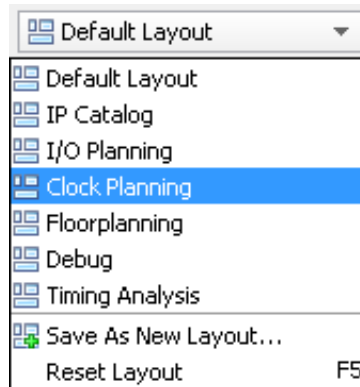 Default Layout
Default Layout
IP Catalog
I/O Planning
Clock Planning
Floorplanning
Debug
Timing Analysis
Save As New Layout...
Reset Layout F5